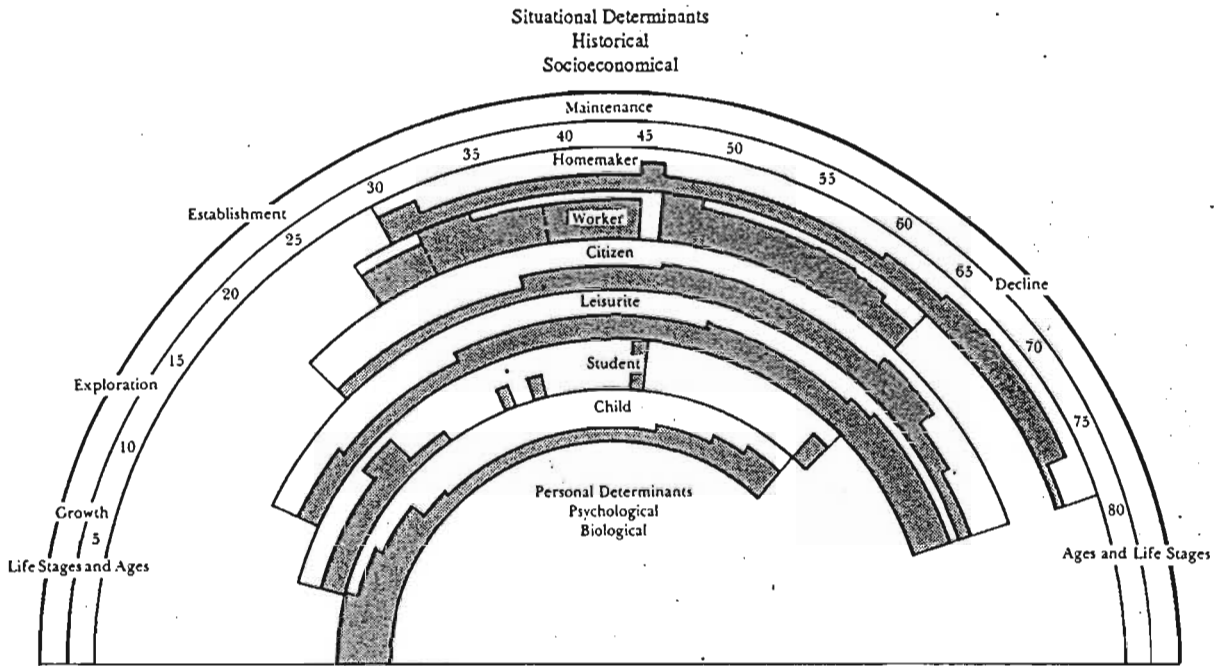 Situational Determinants
Historical
Socioeconomical
Maintenance
40 45
35 50
Homemaker
30 55
Establishment
Worker
25 60
Citizen
65
Decline
20
Leisurite
15 70
Student
Exploration
Child
75
10
Personal Determinants
Psychological
Biological
Growth
80
5
Life Stages and Ages
Ages and Life Stages